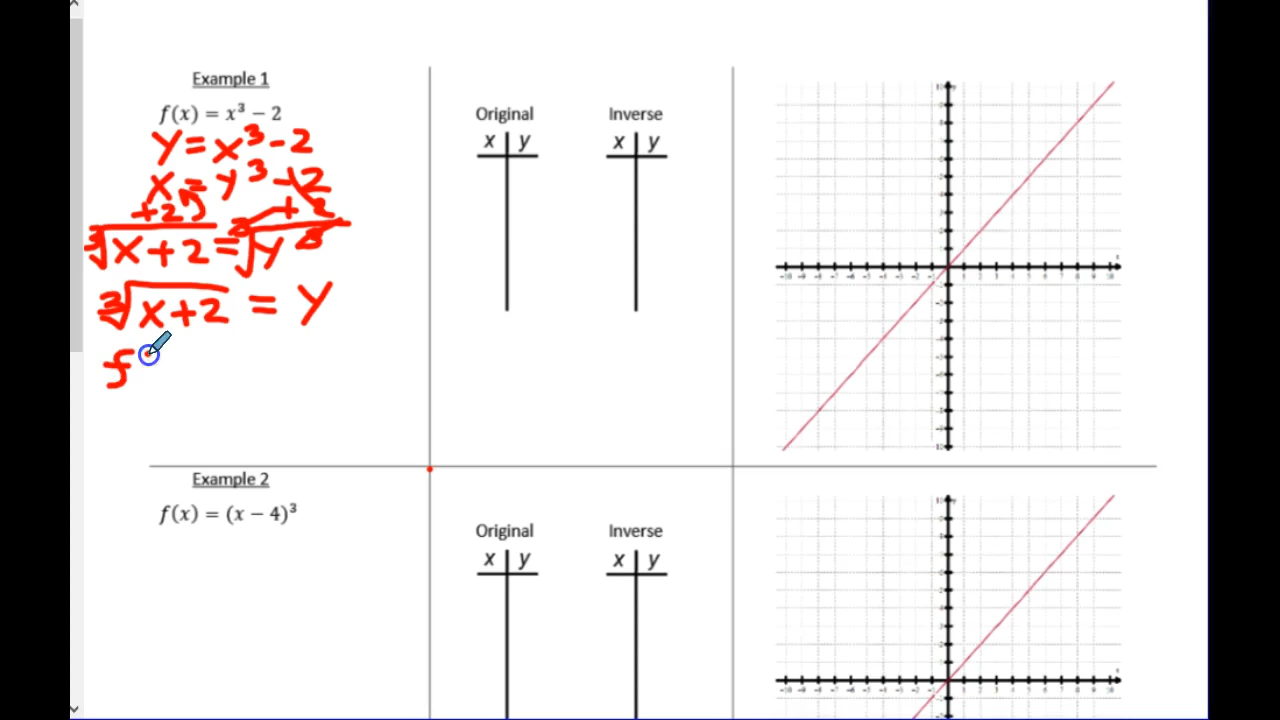 Example 1
f(x) = x³ − 2
y = x³ - 2
x = y³ - 2
+2 + 2
∛x + 2 = ∛y³
∛x+2 = y
f
Original Inverse
x y x y
Example 2
f(x) = (x − 4)³
Original Inverse
x y x y